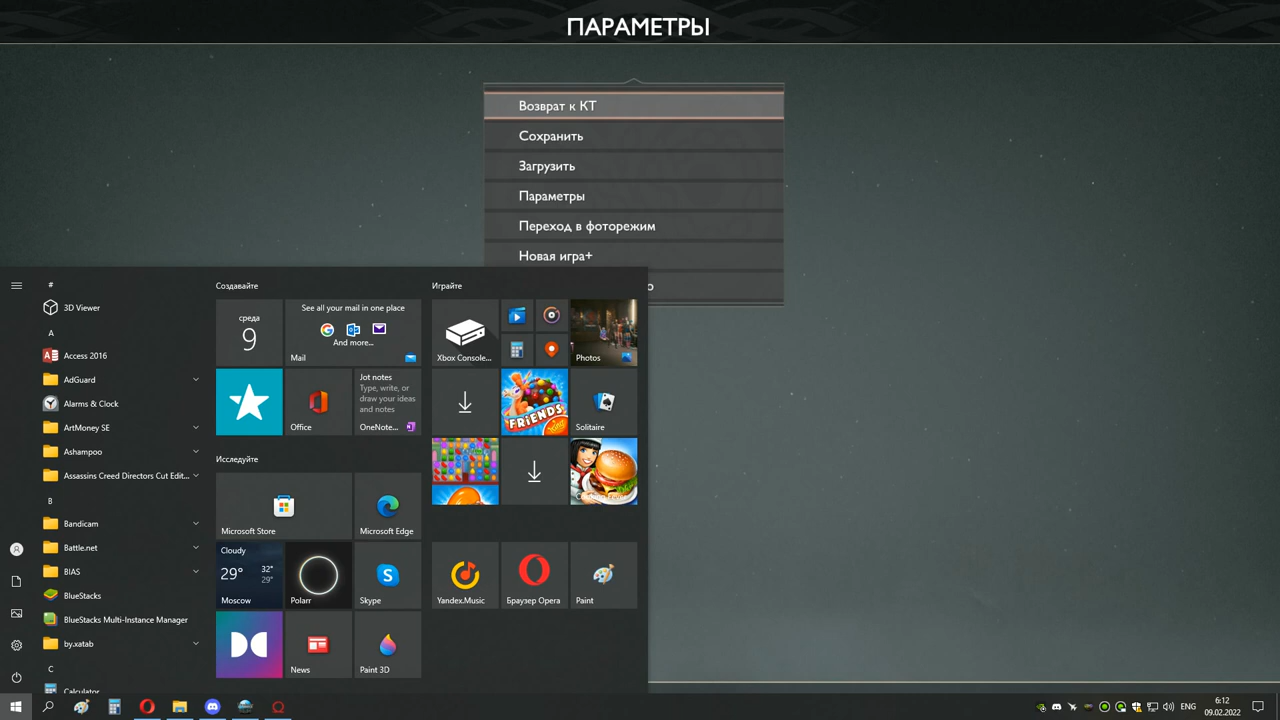 ПАРАМЕТРЫ
Возврат к КТ
Сохранить
Загрузить
Параметры
Переход в фоторежим
Новая игра+
о
#
3D Viewer
A
Access 2016
AdGuard
Alarms & Clock
ArtMoney SE
Ashampoo
Assassins Creed Directors Cut Edit...
B
Bandicam
Battle.net
BIAS
BlueStacks
BlueStacks Multi-Instance Manager
by.xatab
C
Calculator
Создавайте
среда
9
See all your mail in one place
And more...
Mail
Office
Jot notes
Type, write, or
draw your ideas
and notes
OneNote...
Исследуйте
Microsoft Store
Microsoft Edge
Cloudy
29° 32°
29°
Moscow
Polarr
Skype
News
Paint 3D
Играйте
Xbox Console...
Photos
FRIENDS
Solitaire
Yandex.Music
Браузер Opera
Paint
ENG
6:12
09.02.2022